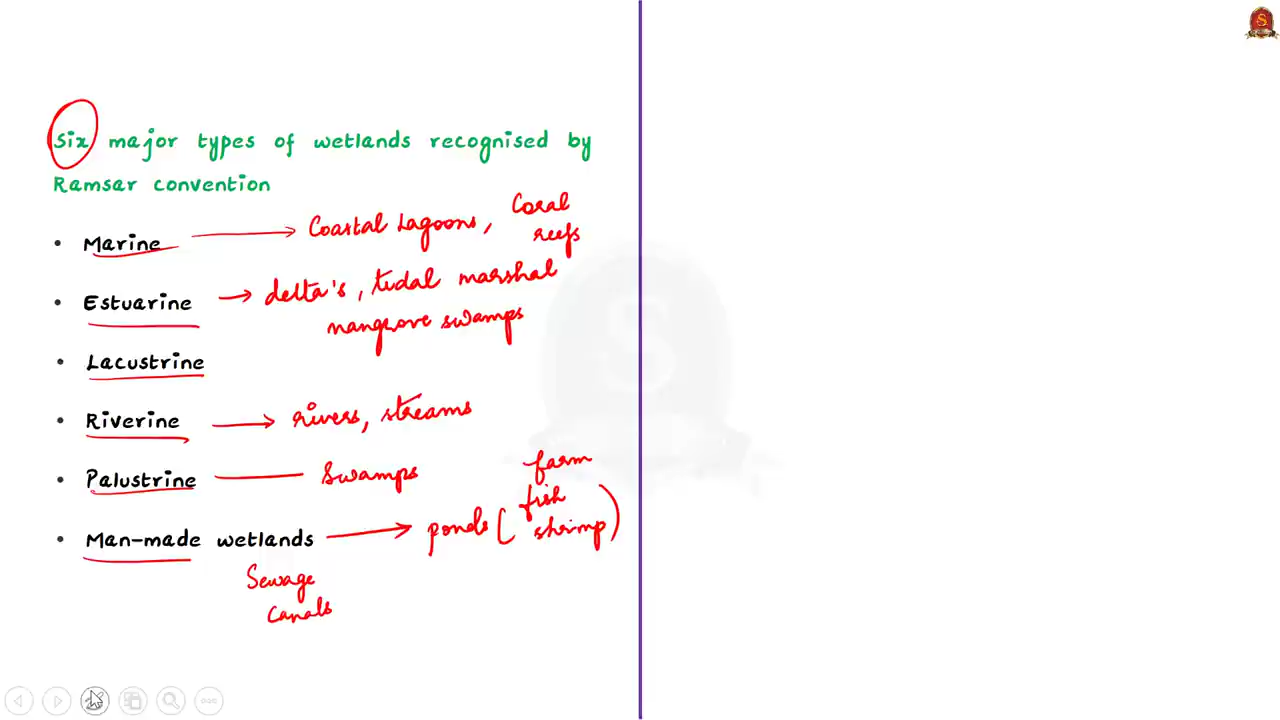 Six major types of wetlands recognised by
Ramsar convention
• Marine → Coastal Lagoons, Coral
reefs
• Estuarine → delta's, tidal marshal
mangrove swamps
• Lacustrine
• Riverine → rivers, streams
• Palustrine — Swamps
• Man-made wetlands → ponds (farm
fish
shrimp)
Sewage
canals
S